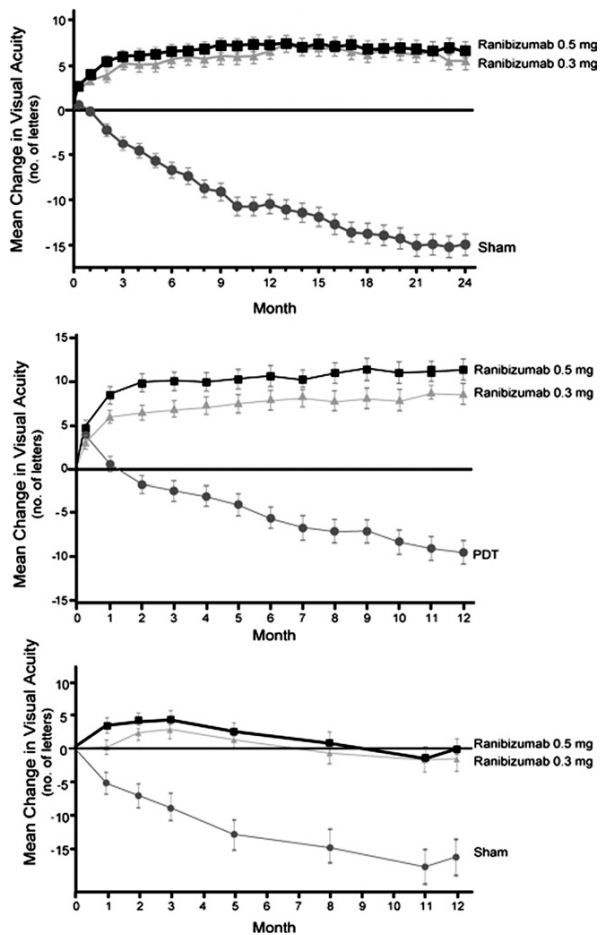 Mean Change in Visual Acuity
(no. of letters)
10
5
0
-5
-10
-15
Ranibizumab 0.5 mg
Ranibizumab 0.3 mg
Sham
0 3 6 9 12 15 18 21 24
Month
Mean Change in Visual Acuity
(no. of letters)
15
10
5
0
-5
-10
-15
Ranibizumab 0.5 mg
Ranibizumab 0.3 mg
PDT
0 1 2 3 4 5 6 7 8 9 10 11 12
Month
Mean Change in Visual Acuity
(no. of letters)
10
5
0
-5
-10
-15
Ranibizumab 0.5 mg
Ranibizumab 0.3 mg
Sham
0 1 2 3 4 5 6 7 8 9 10 11 12
Month